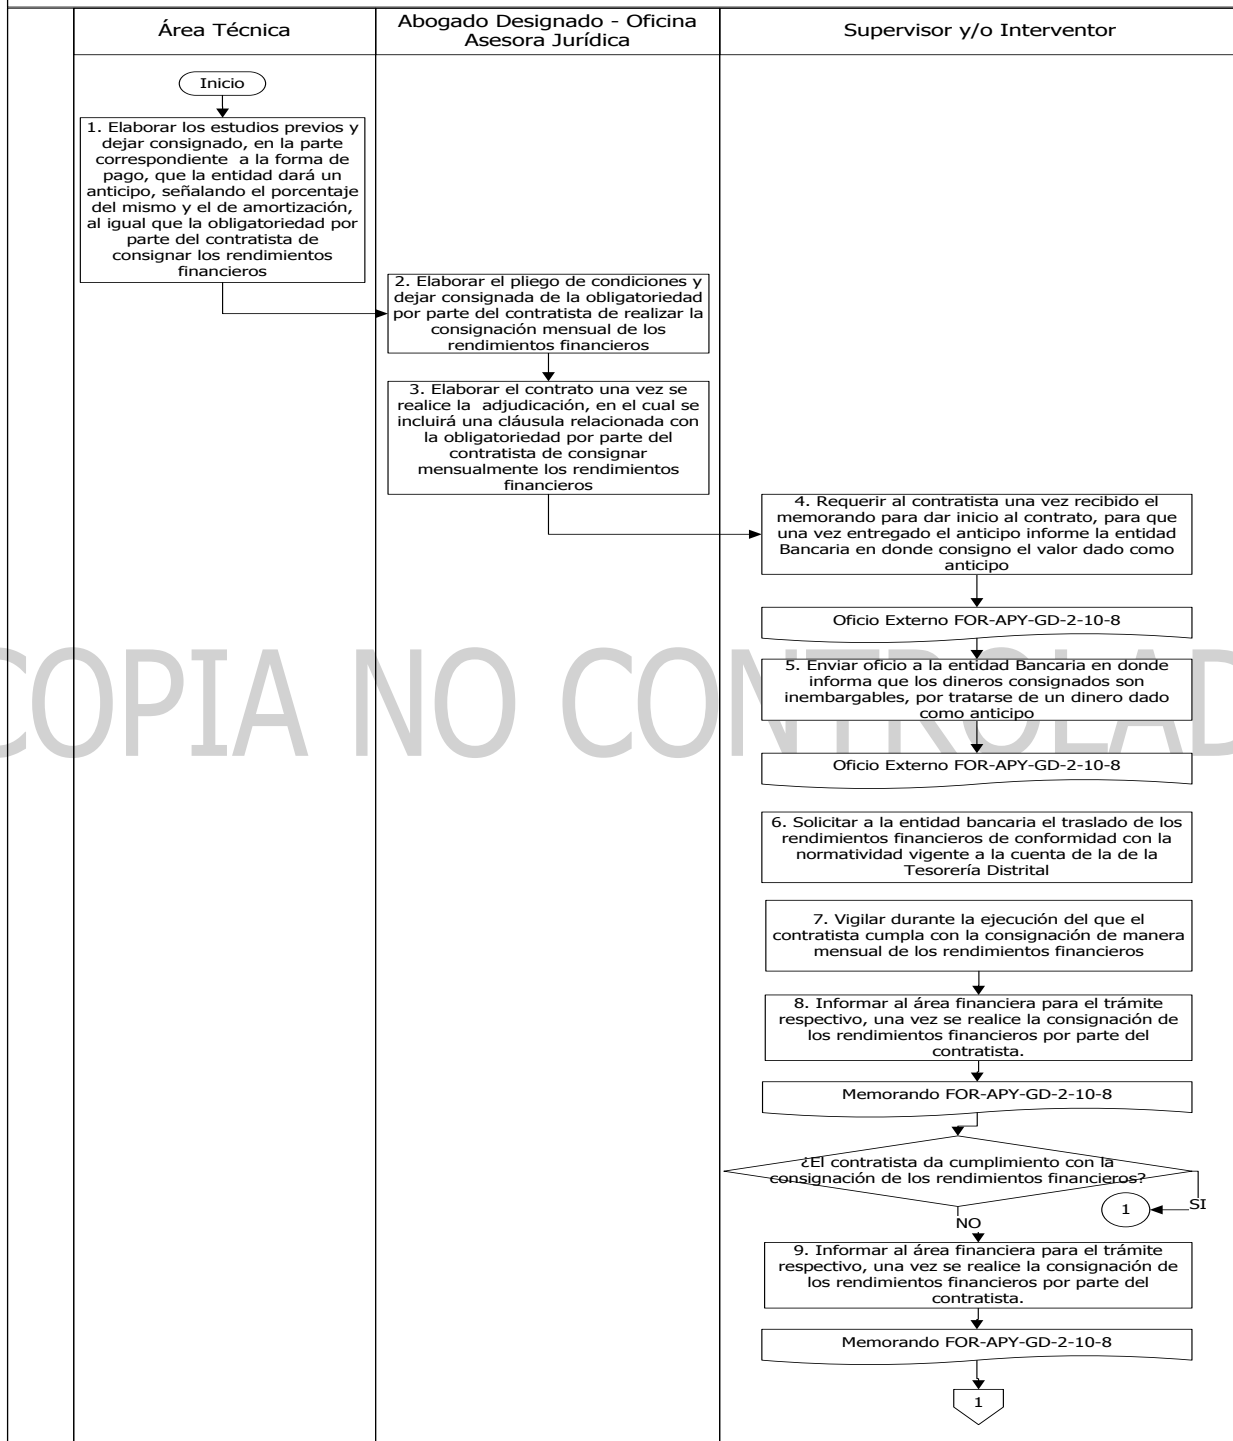 Área Técnica
Abogado Designado - Oficina
Asesora Jurídica
Supervisor y/o Interventor
Inicio
1. Elaborar los estudios previos y
dejar consignado, en la parte
correspondiente a la forma de
pago, que la entidad dará un
anticipo, señalando el porcentaje
del mismo y el de amortización,
al igual que la obligatoriedad por
parte del contratista de
consignar los rendimientos
financieros
2. Elaborar el pliego de condiciones y
dejar consignada de la obligatoriedad
por parte del contratista de realizar la
consignación mensual de los
rendimientos financieros
3. Elaborar el contrato una vez se
realice la adjudicación, en el cual se
incluirá una cláusula relacionada con
la obligatoriedad por parte del
contratista de consignar
mensualmente los rendimientos
financieros
4. Requerir al contratista una vez recibido el
memorando para dar inicio al contrato, para que
una vez entregado el anticipo informe la entidad
Bancaria en donde consigno el valor dado como
anticipo
Oficio Externo FOR-APY-GD-2-10-8
5. Enviar oficio a la entidad Bancaria en donde
informa que los dineros consignados son
inembargables, por tratarse de un dinero dado
como anticipo
COPIA NO CONTROLAD
Oficio Externo FOR-APY-GD-2-10-8
6. Solicitar a la entidad bancaria el traslado de los
rendimientos financieros de conformidad con la
normatividad vigente a la cuenta de la de la
Tesorería Distrital
7. Vigilar durante la ejecución del que el
contratista cumpla con la consignación de manera
mensual de los rendimientos financieros
8. Informar al área financiera para el trámite
respectivo, una vez se realice la consignación de
los rendimientos financieros por parte del
contratista.
Memorando FOR-APY-GD-2-10-8
¿El contratista da cumplimiento con la
consignación de los rendimientos financieros?
SI
1
NO
9. Informar al área financiera para el trámite
respectivo, una vez se realice la consignación de
los rendimientos financieros por parte del
contratista.
Memorando FOR-APY-GD-2-10-8
1